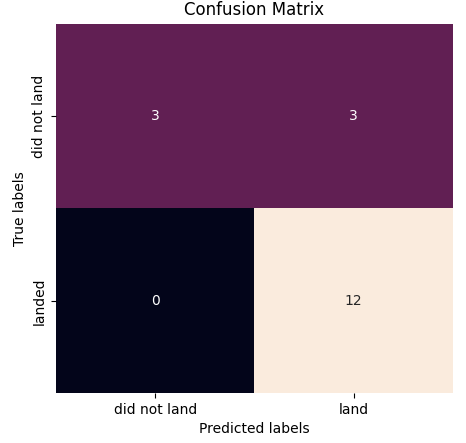 Confusion Matrix
did not land
3 3
True labels
landed
0 12
did not land land
Predicted labels